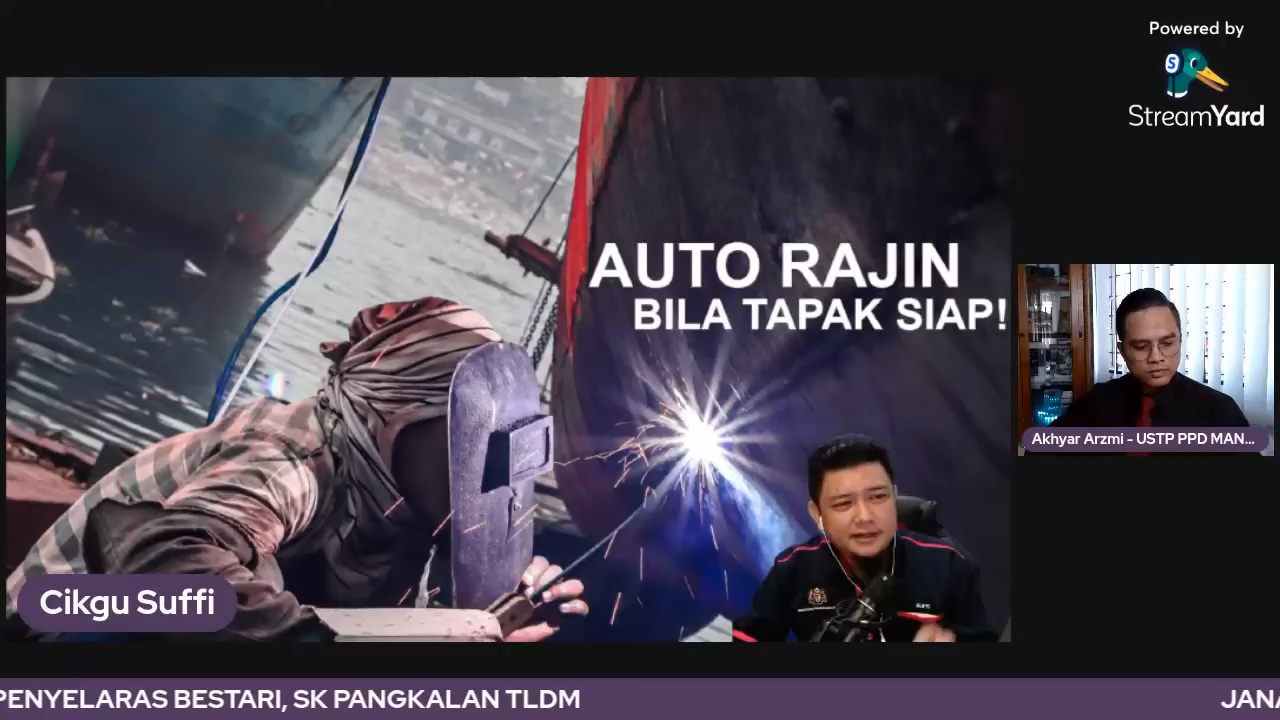 Powered by
StreamYard
AUTO RAJIN
BILA TAPAK SIAP!
Akhyar Arzmi - USTP PPD MAN...
SUFFI
Cikgu Suffi
PENYELARAS BESTARI, SK PANGKALAN TLDM
JANA